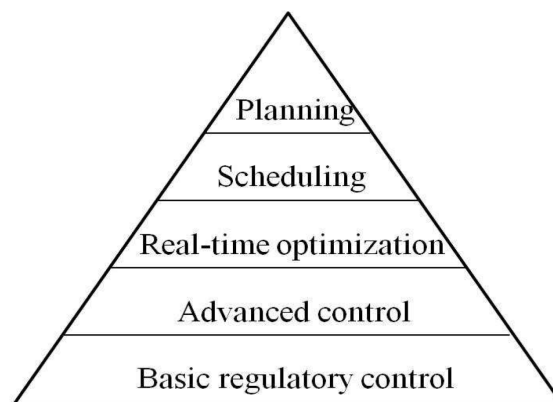 Planning
Scheduling
Real-time optimization
Advanced control
Basic regulatory control